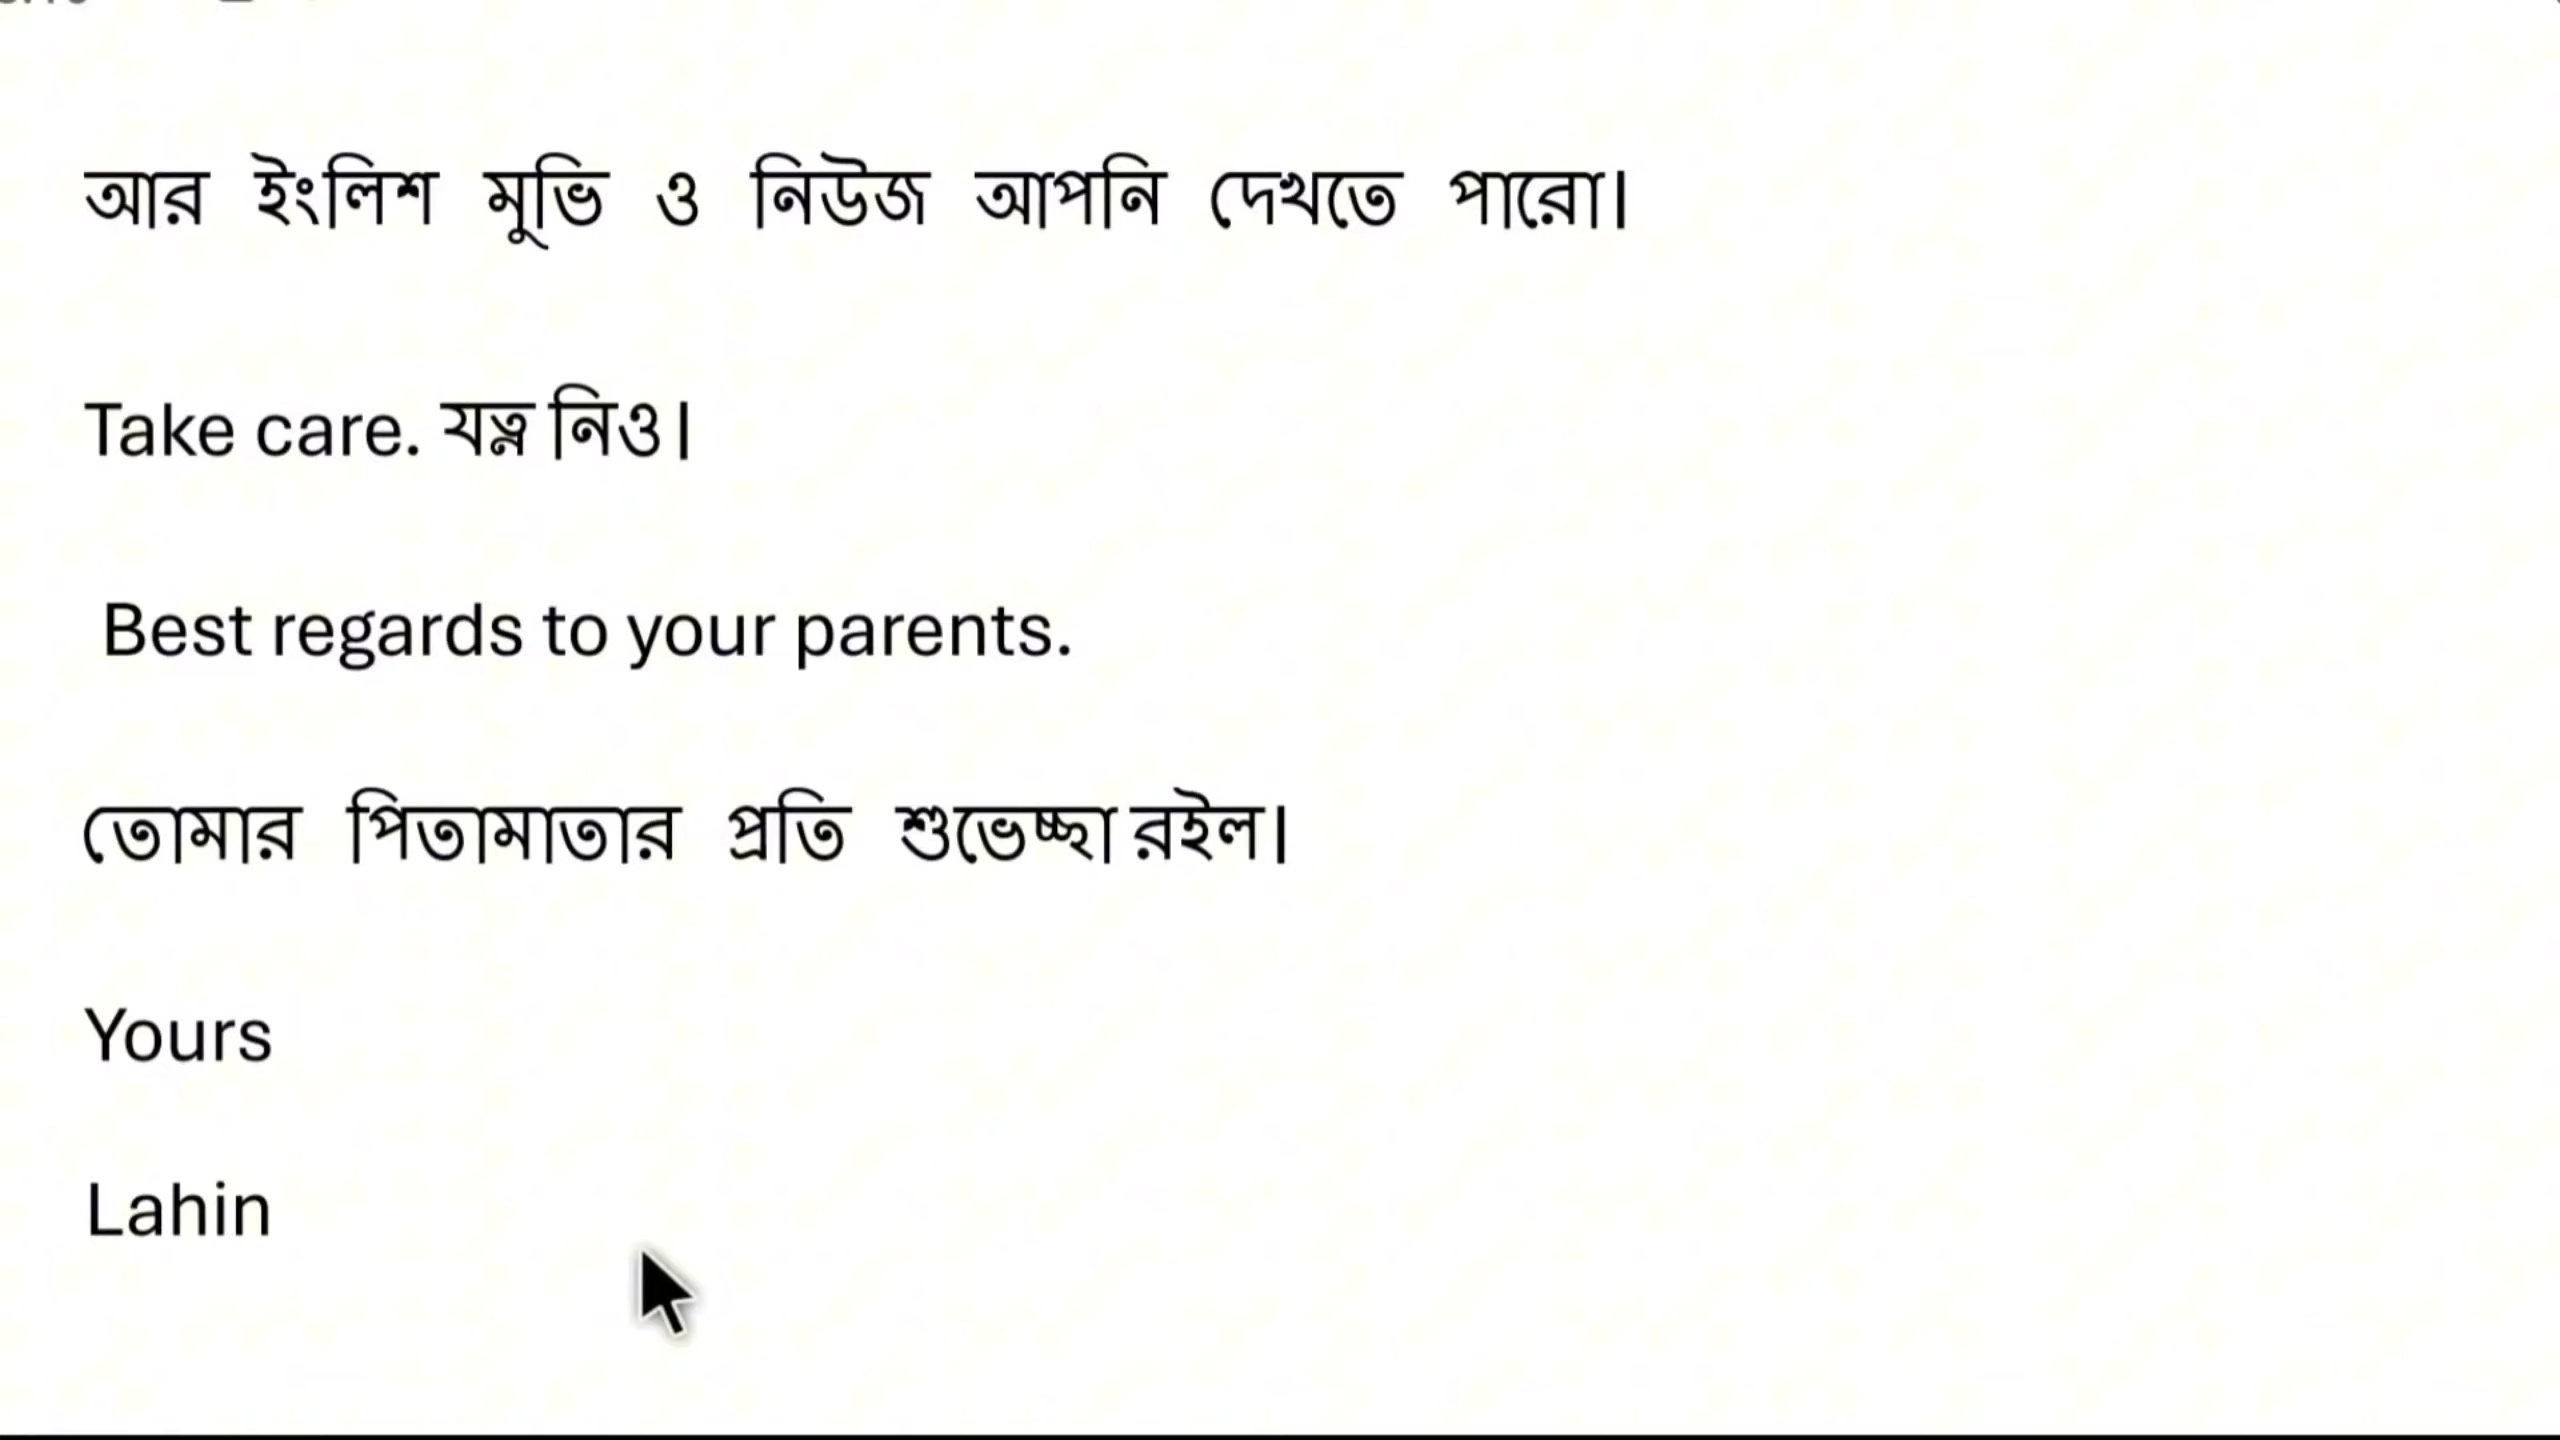 আর ইংলিশ মুভি ও নিউজ আপনি দেখতে পারো।
Take care. যত্ন নিও।
Best regards to your parents.
তোমার পিতামাতার প্রতি শুভেচ্ছা রইল।
Yours
Lahin